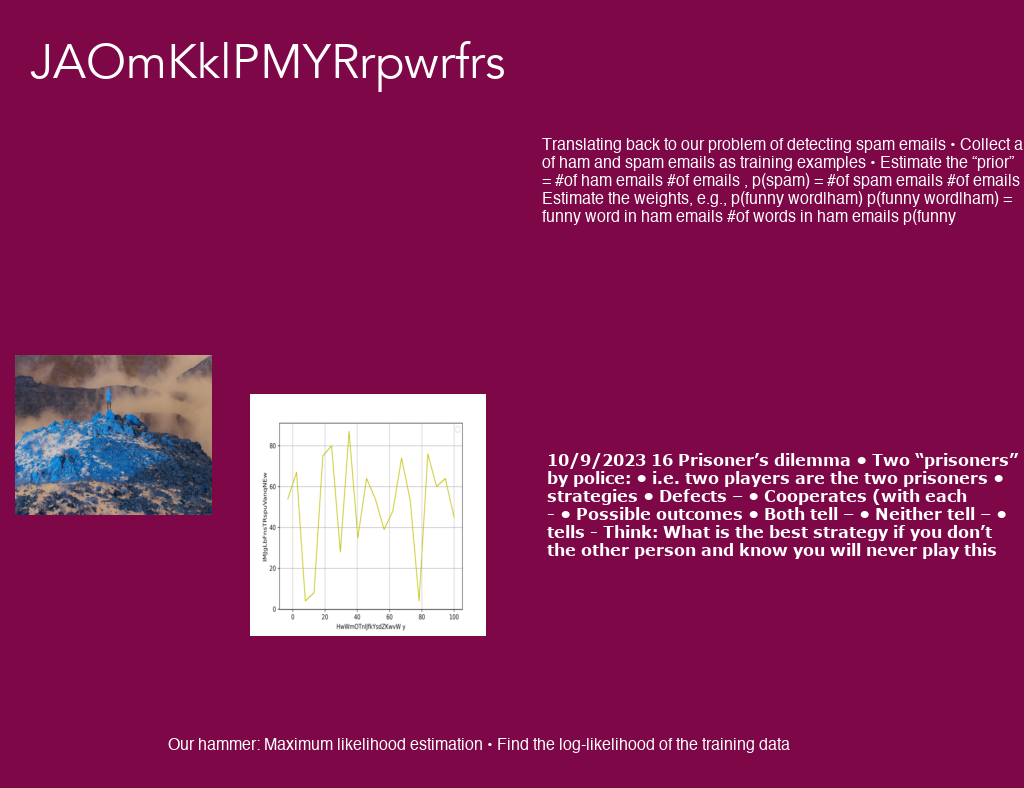 JAOmKklPMYRrpwrfrs
Translating back to our problem of detecting spam emails • Collect a
of ham and spam emails as training examples • Estimate the “prior”
= #of ham emails #of emails , p(spam) = #of spam emails #of emails
Estimate the weights, e.g., p(funny word|ham) p(funny word|ham) =
funny word in ham emails #of words in ham emails p(funny
80
60
40
20
0
0 20 40 60 80 100
10/9/2023 16 Prisoner’s dilemma ● Two “prisoners”
by police: ● i.e. two players are the two prisoners ●
strategies ● Defects – ● Cooperates (with each
- ● Possible outcomes ● Both tell – ● Neither tell – ●
tells - Think: What is the best strategy if you don’t
the other person and know you will never play this
Our hammer: Maximum likelihood estimation • Find the log-likelihood of the training data